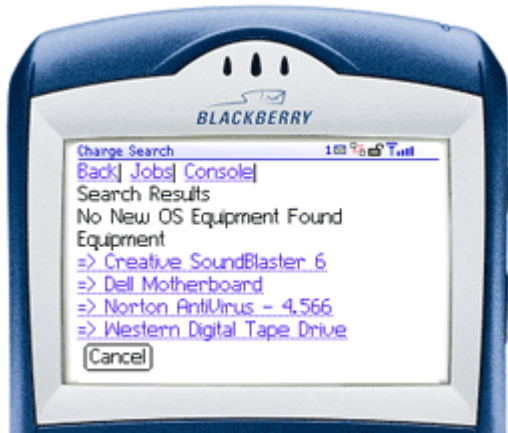 BLACKBERRY
Charge Search 1
Back| Jobs| Console|
Search Results
No New OS Equipment Found
Equipment
=> Creative SoundBlaster 6
=> Dell Motherboard
=> Norton AntiVirus - 4.566
=> Western Digital Tape Drive
Cancel